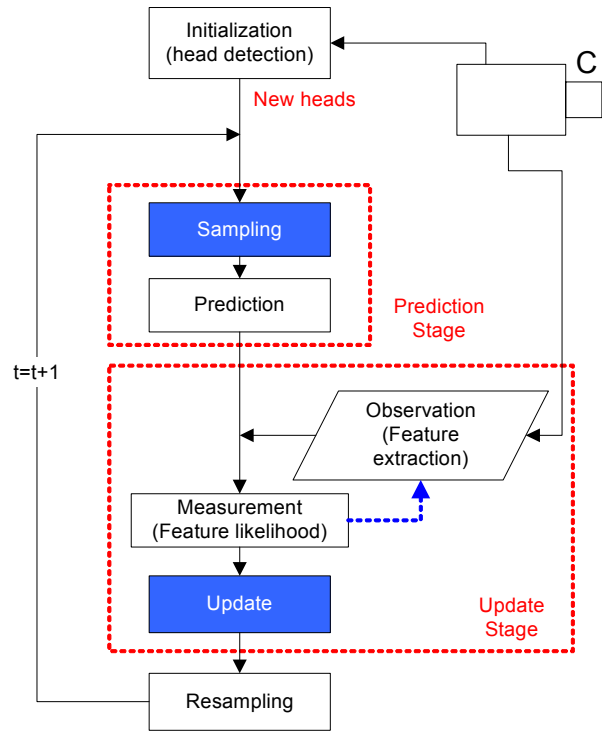 Initialization
(head detection)
C
New heads
Sampling
Prediction
Prediction
Stage
t=t+1
Observation
(Feature
extraction)
Measurement
(Feature likelihood)
Update
Update
Stage
Resampling